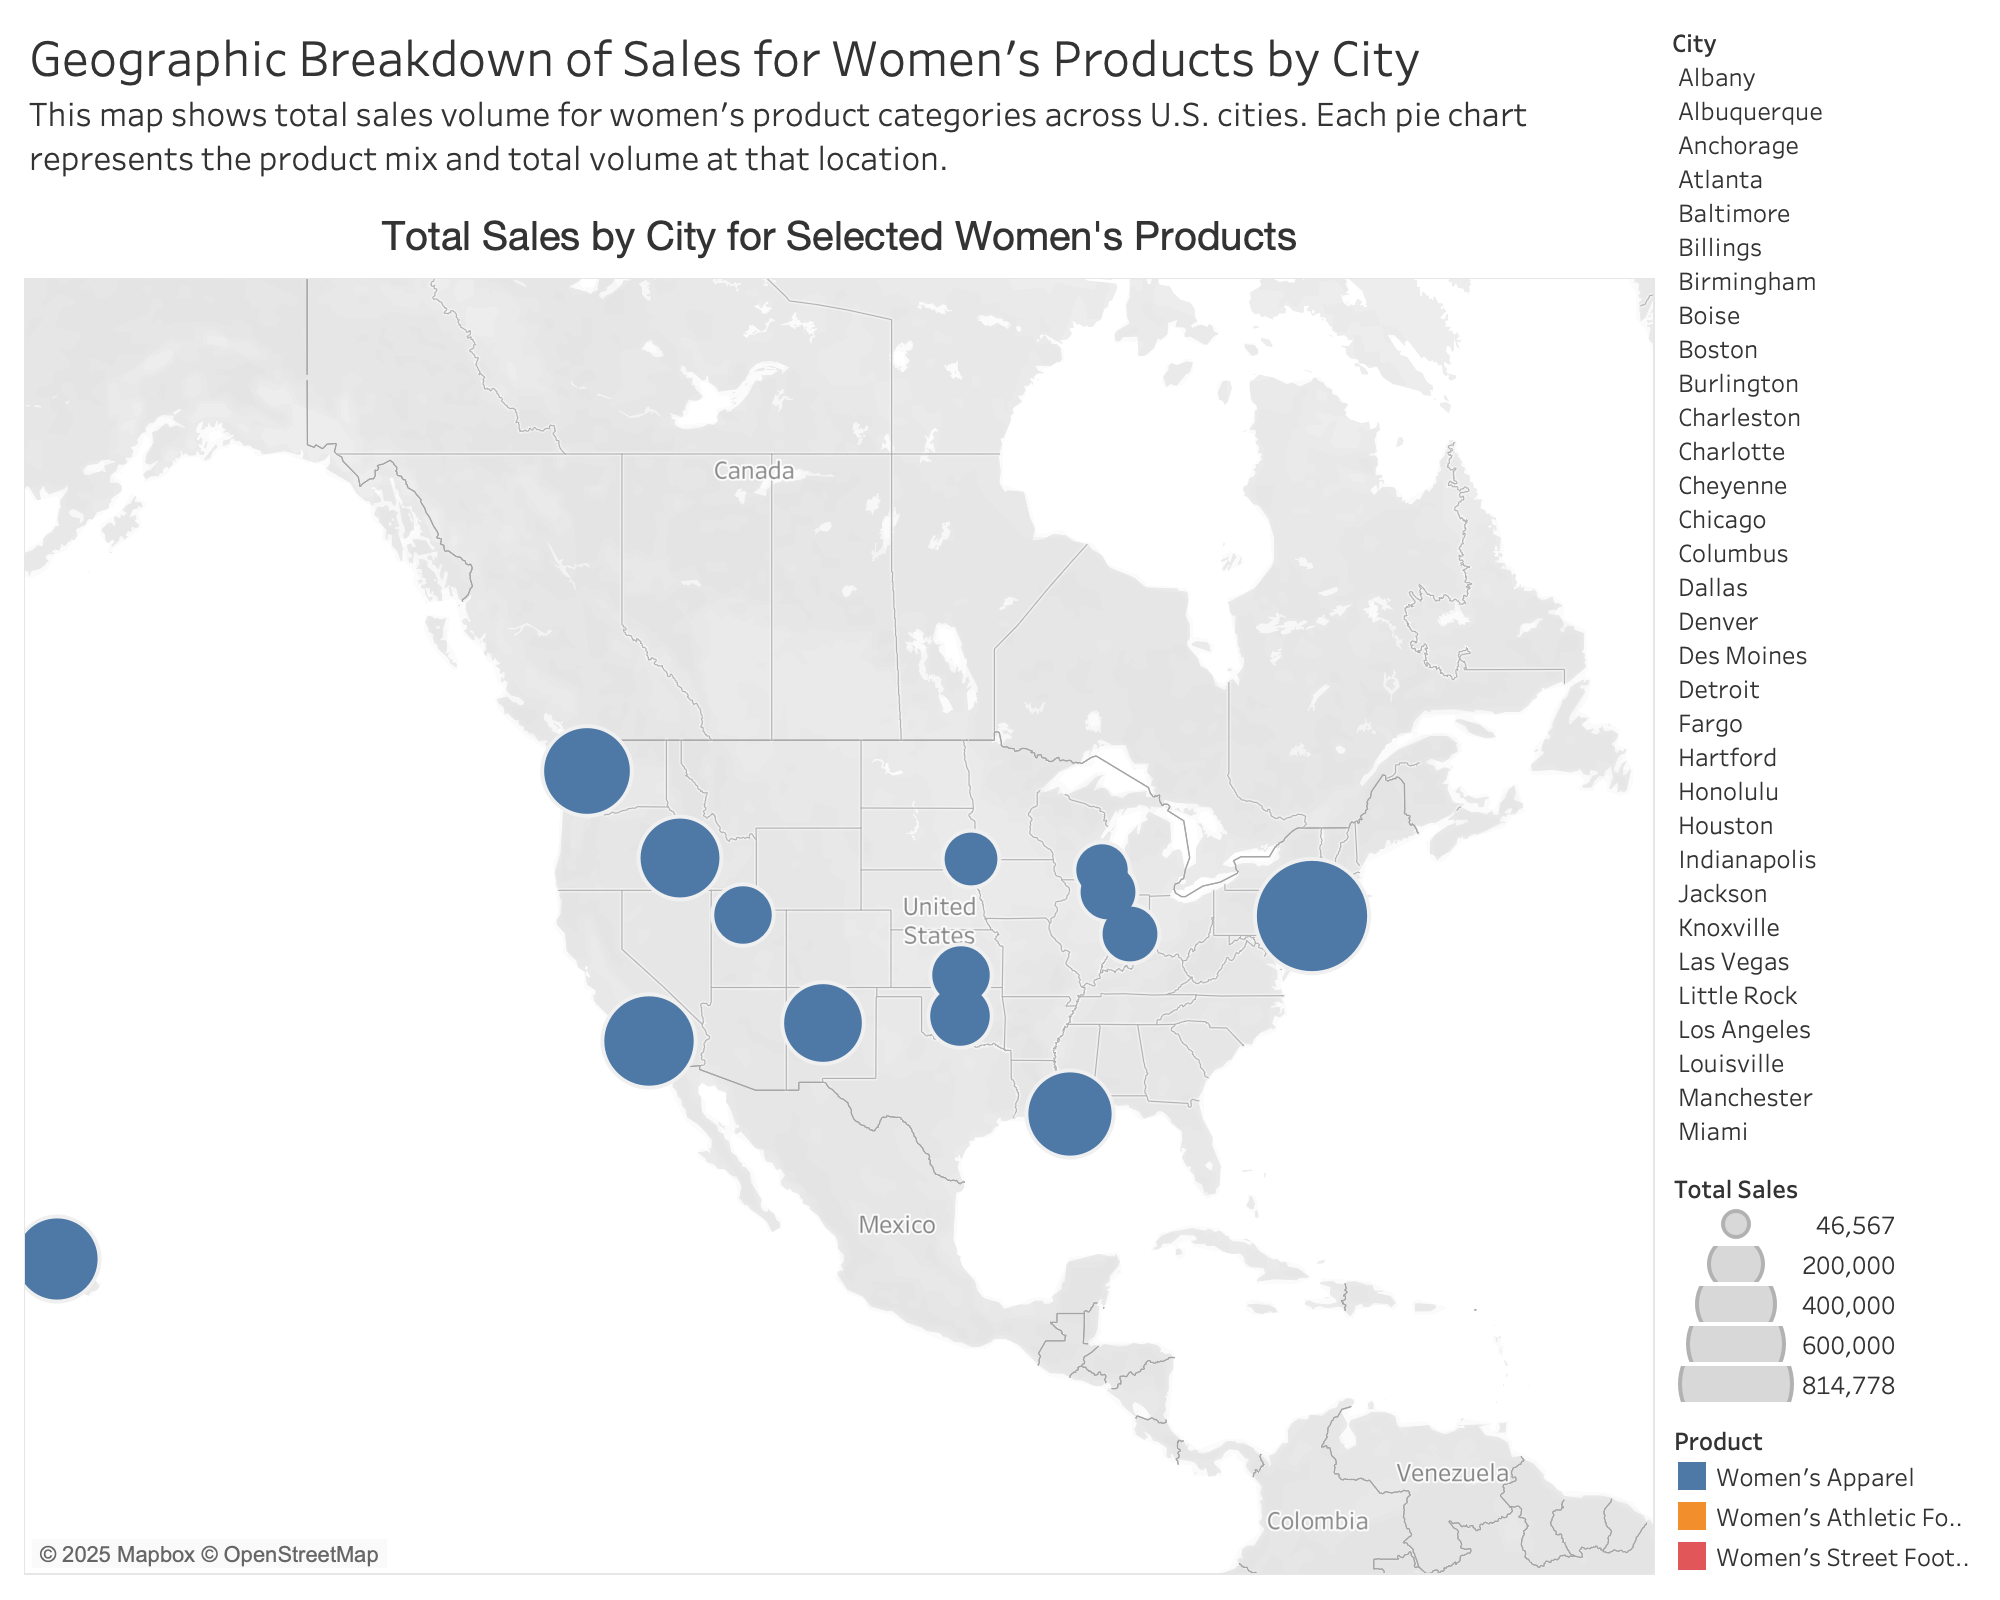 Geographic Breakdown of Sales for Women's Products by City
This map shows total sales volume for women's product categories across U.S. cities. Each pie chart
represents the product mix and total volume at that location.
Total Sales by City for Selected Women's Products
Canada
United
States
Mexico
Venezuela
Colombia
© 2025 Mapbox © OpenStreetMap
City
Albany
Albuquerque
Anchorage
Atlanta
Baltimore
Billings
Birmingham
Boise
Boston
Burlington
Charleston
Charlotte
Cheyenne
Chicago
Columbus
Dallas
Denver
Des Moines
Detroit
Fargo
Hartford
Honolulu
Houston
Indianapolis
Jackson
Knoxville
Las Vegas
Little Rock
Los Angeles
Louisville
Manchester
Miami
Total Sales
46,567
200,000
400,000
600,000
814,778
Product
Women's Apparel
Women's Athletic Fo..
Women's Street Foot..